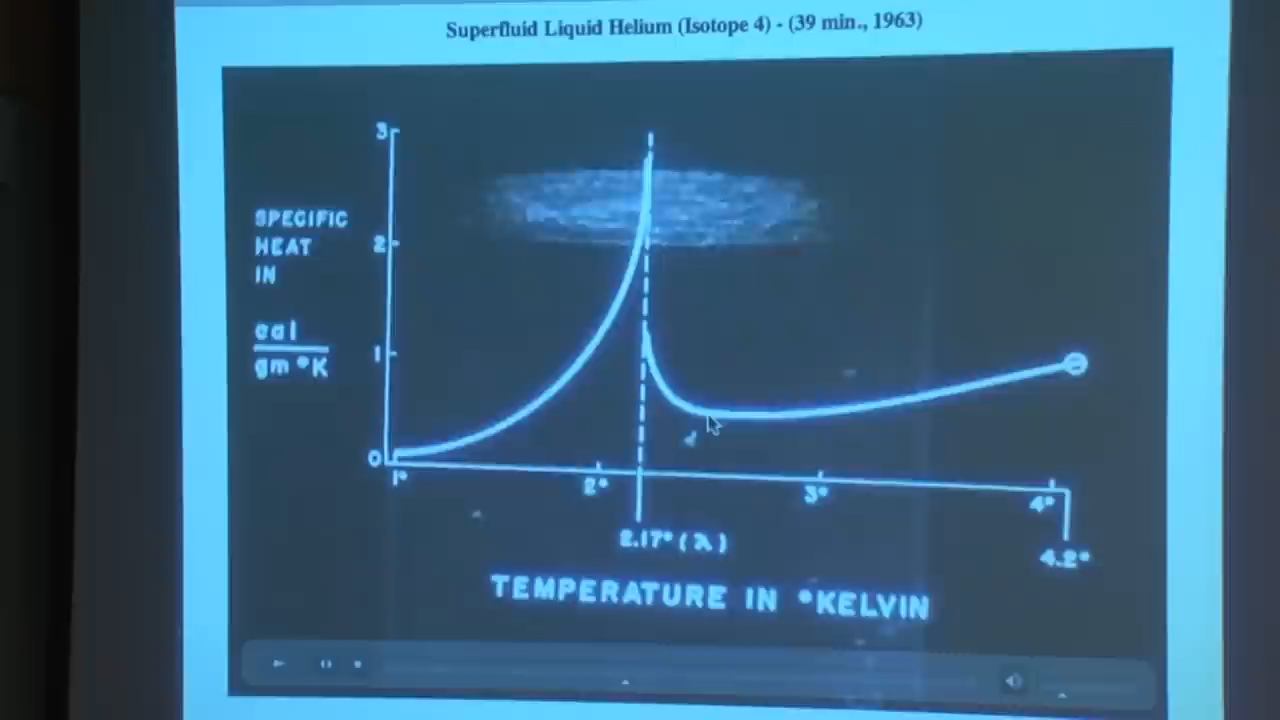 Superfluid Liquid Helium (Isotope 4) - (39 min., 1963)
3
SPECIFIC
HEAT
IN
2
cal
gm °K
1
0
1°
2°
3°
4°
2.17° (λ)
4.2°
TEMPERATURE IN °KELVIN